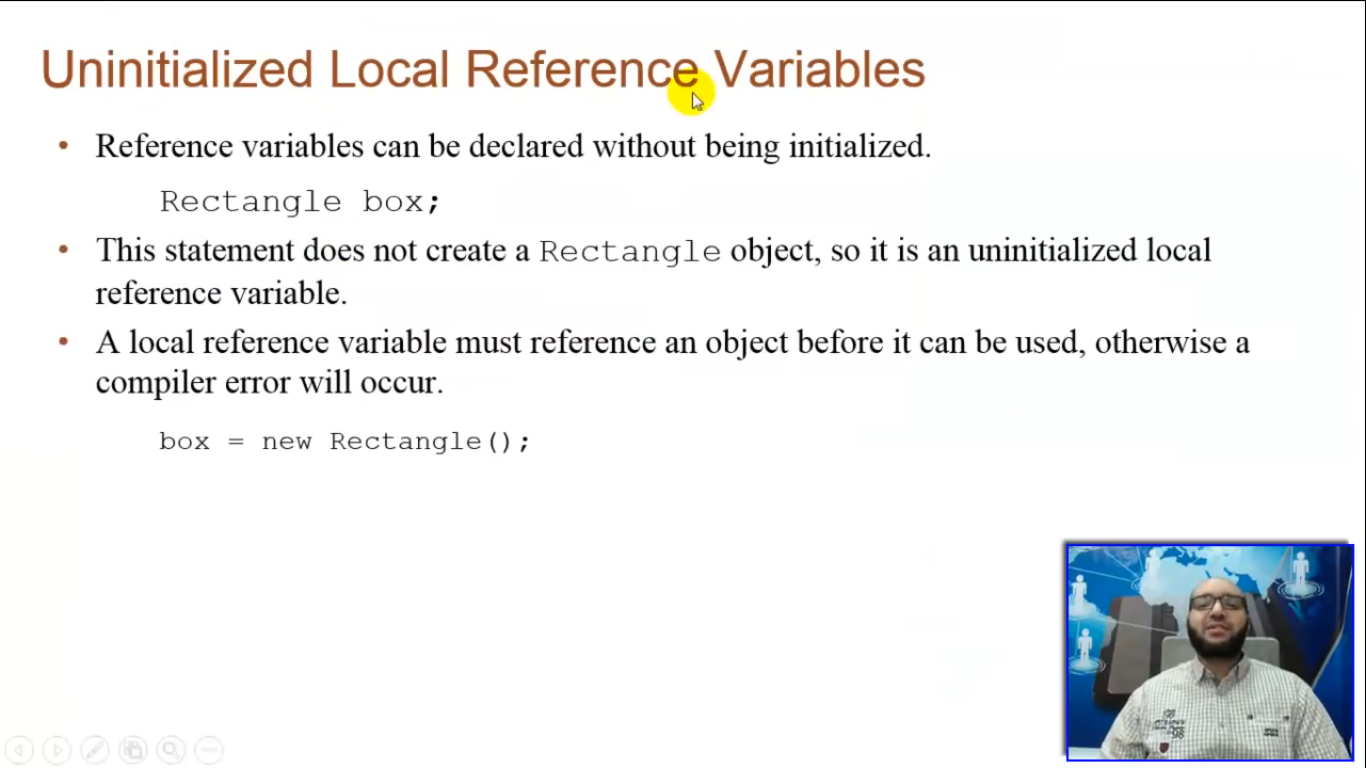 Uninitialized Local Reference Variables
• Reference variables can be declared without being initialized.
Rectangle box;
• This statement does not create a Rectangle object, so it is an uninitialized local
reference variable.
• A local reference variable must reference an object before it can be used, otherwise a
compiler error will occur.
box = new Rectangle();